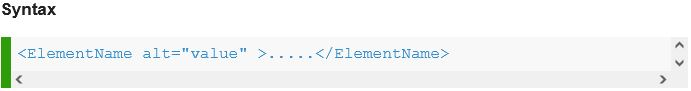 Syntax
<ElementName alt="value" >.....</ElementName>